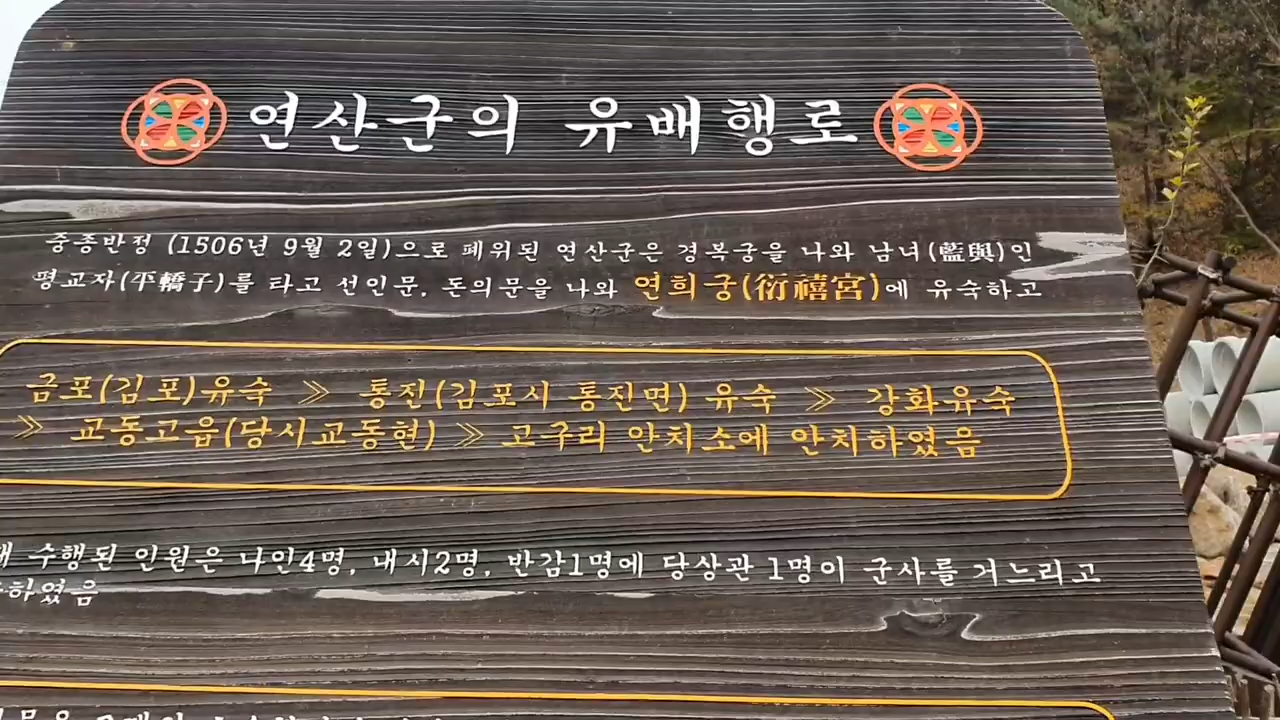 연산군의 유배행로
중종반정 (1506년 9월 2일)으로 폐위된 연산군은 경복궁을 나와 남녀(藍輿)인
평교자(平轎子)를 타고 선인문, 돈의문을 나와 연희궁(衍禧宮)에 유숙하고
금포(김포)유숙 ≫ 통진(김포시 통진면) 유숙 ≫ 강화유숙
≫ 교동고읍(당시교동현) ≫ 고구리 안치소에 안치하였음
수행된 인원은 나인4명, 내시2명, 반감1명에 당상관 1명이 군사를 거느리고
하였음